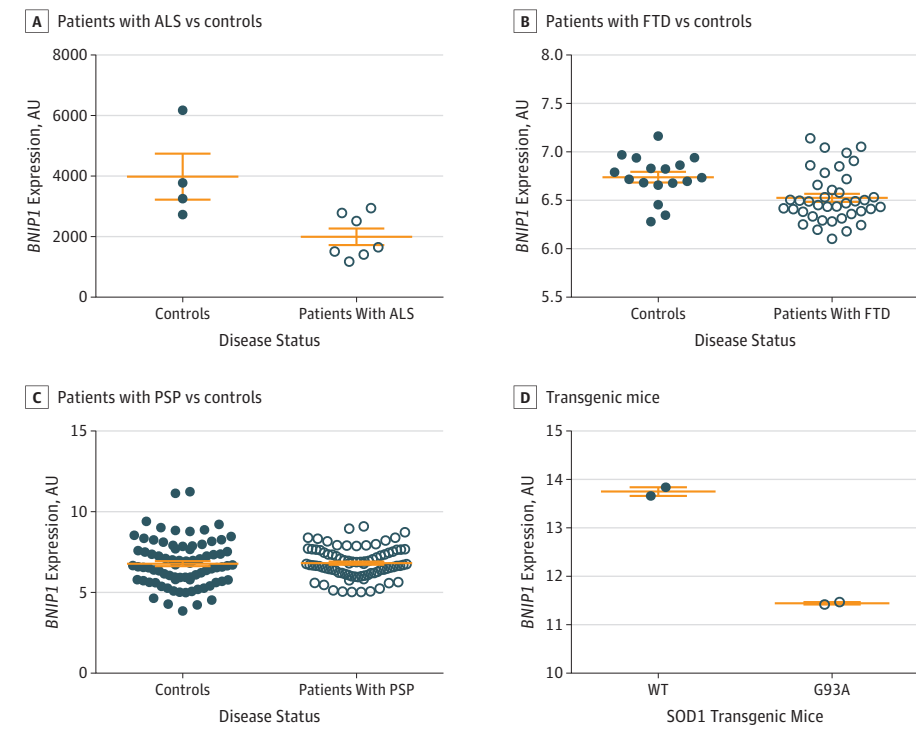 A Patients with ALS vs controls
8000
6000
4000
2000
0
BNIP1 Expression, AU
Controls
Patients With ALS
Disease Status
B Patients with FTD vs controls
8.0
7.5
7.0
6.5
6.0
5.5
BNIP1 Expression, AU
Controls
Patients With FTD
Disease Status
C Patients with PSP vs controls
15
10
5
0
BNIP1 Expression, AU
Controls
Patients With PSP
Disease Status
D Transgenic mice
15
14
13
12
11
10
BNIP1 Expression, AU
WT
G93A
SOD1 Transgenic Mice